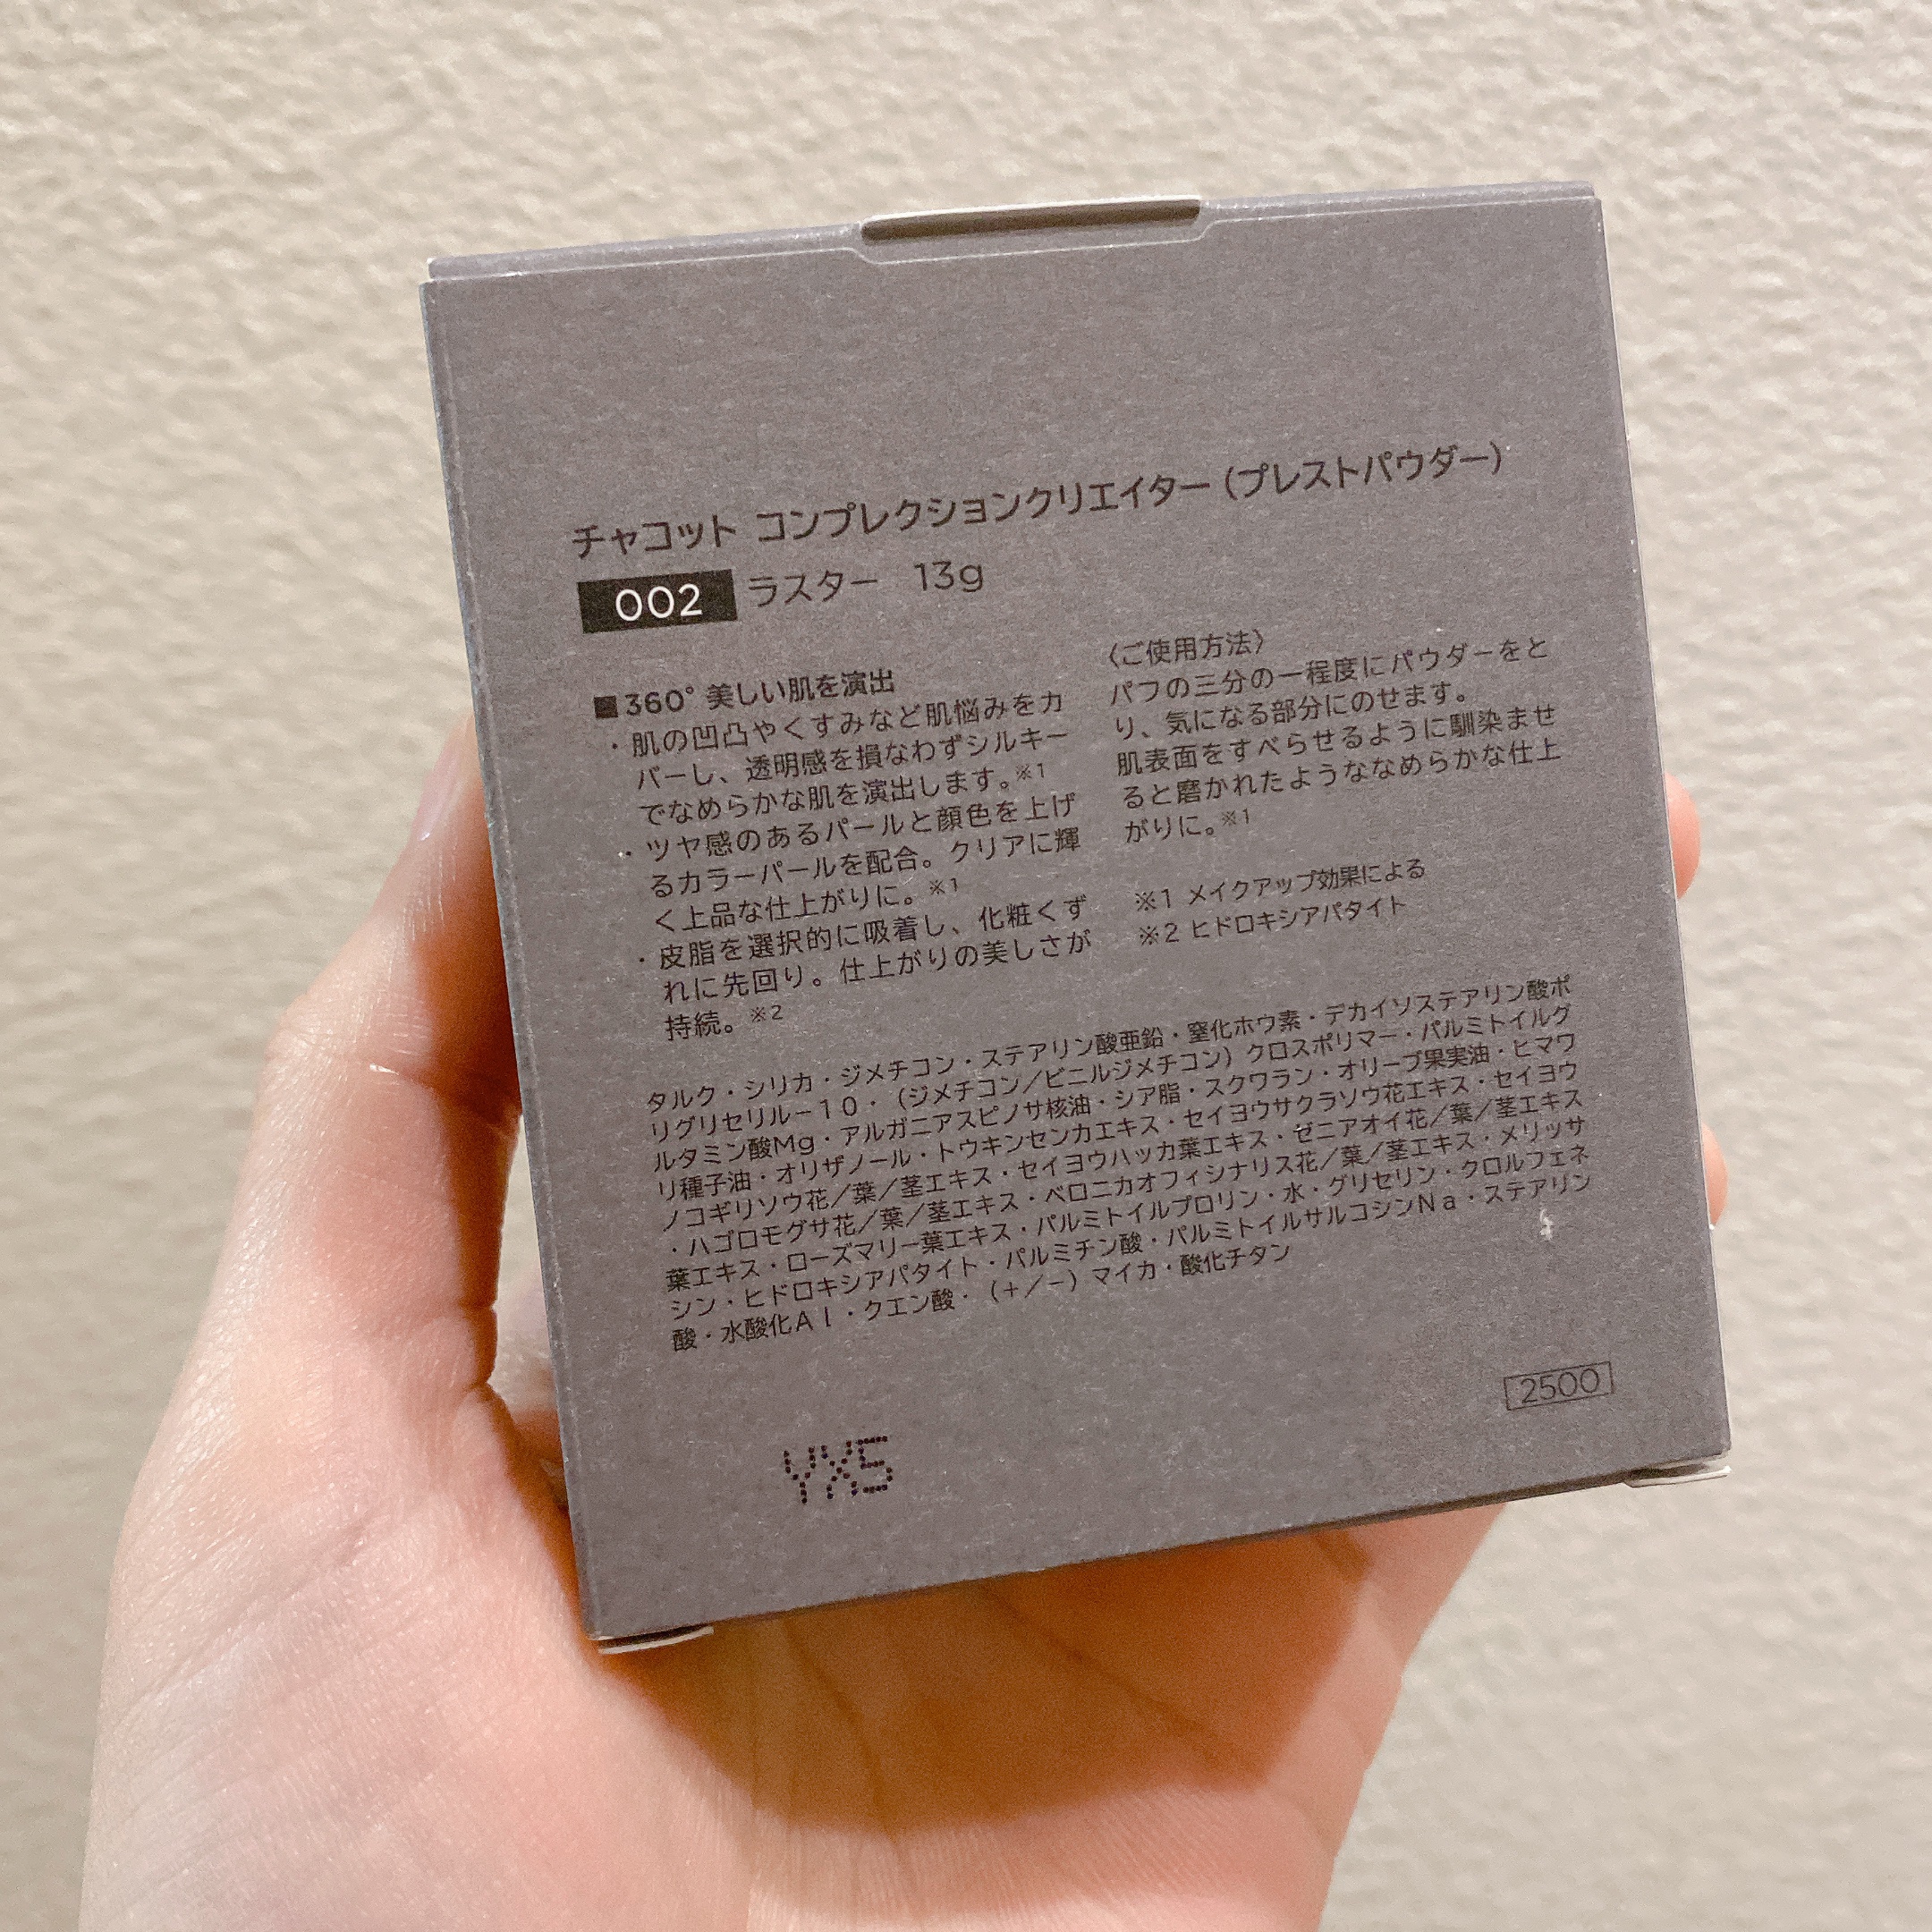 チャコット コンプレクションクリエイター(プレストパウダー)
002 ラスター 13g
■360° 美しい肌を演出
・肌の凹凸やくすみなど肌悩みをカ
バーし、透明感を損なわずシルキー
でなめらかな肌を演出します。※1
・ツヤ感のあるパールと顔色を上げ
るカラーパールを配合。クリアに輝
く上品な仕上がりに。※1
・皮脂を選択的に吸着し、化粧くず
れに先回り。仕上がりの美しさが
持続。※2
〈ご使用方法〉
パフの三分の一程度にパウダーをと
り、気になる部分にのせます。
肌表面をすべらせるように馴染ませ
ると磨かれたようななめらかな仕上
がりに。※1
※1 メイクアップ効果による
※2 ヒドロキシアパタイト
タルク・シリカ・ジメチコン・ステアリン酸亜鉛・窒化ホウ素・デカイソステアリン酸ポ
リグリセリル－１０・（ジメチコン／ビニルジメチコン）クロスポリマー・パルミトイルグ
ルタミン酸Mg・アルガニアスピノサ核油・シア脂・スクワラン・オリーブ果実油・ヒマワ
リ種子油・オリザノール・トウキンセンカエキス・セイヨウサクラソウ花エキス・セイヨウ
ノコギリソウ花／葉／茎エキス・セイヨウハッカ葉エキス・ゼニアオイ花／葉／茎エキス
・ハゴロモグサ花／葉／茎エキス・ベロニカオフィシナリス花／葉／茎エキス・メリッサ
葉エキス・ローズマリー葉エキス・パルミトイルプロリン・水・グリセリン・クロルフェネ
シン・ヒドロキシアパタイト・パルミチン酸・パルミトイルサルコシンＮａ・ステアリン
酸・水酸化Ａｌ・クエン酸・（＋／－）マイカ・酸化チタン
2500
YX5